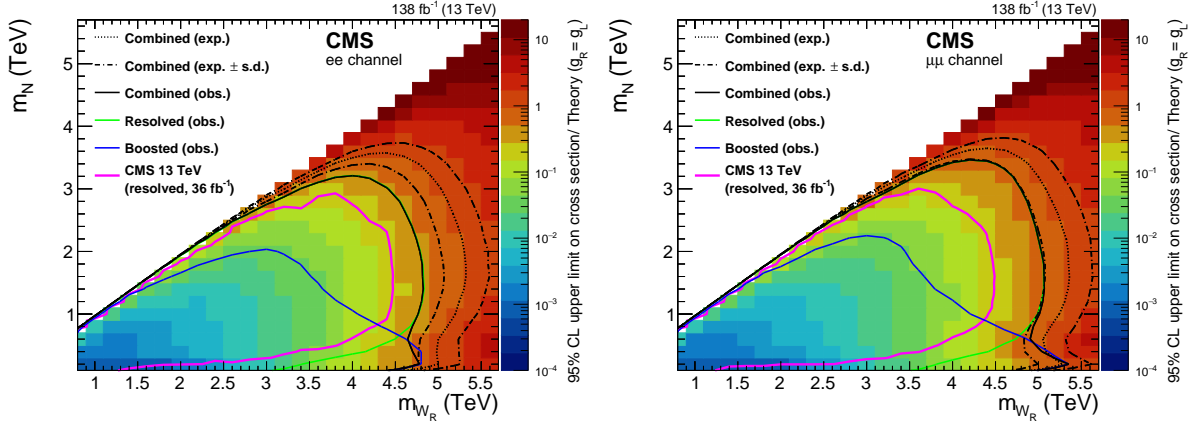 138 fb⁻¹ (13 TeV)
m_N (TeV)
5
4
3
2
1
1 1.5 2 2.5 3 3.5 4 4.5 5 5.5
m_{W_R} (TeV)
Combined (exp.)
Combined (exp. ± s.d.)
Combined (obs.)
Resolved (obs.)
Boosted (obs.)
CMS 13 TeV
(resolved, 36 fb⁻¹)
CMS
ee channel
10
1
10⁻¹
10⁻²
10⁻³
10⁻⁴
95% CL upper limit on cross section/ Theory (g_R = g_L)
138 fb⁻¹ (13 TeV)
m_N (TeV)
5
4
3
2
1
1 1.5 2 2.5 3 3.5 4 4.5 5 5.5
m_{W_R} (TeV)
Combined (exp.)
Combined (exp. ± s.d.)
Combined (obs.)
Resolved (obs.)
Boosted (obs.)
CMS 13 TeV
(resolved, 36 fb⁻¹)
CMS
μμ channel
10
1
10⁻¹
10⁻²
10⁻³
10⁻⁴
95% CL upper limit on cross section/ Theory (g_R = g_L)